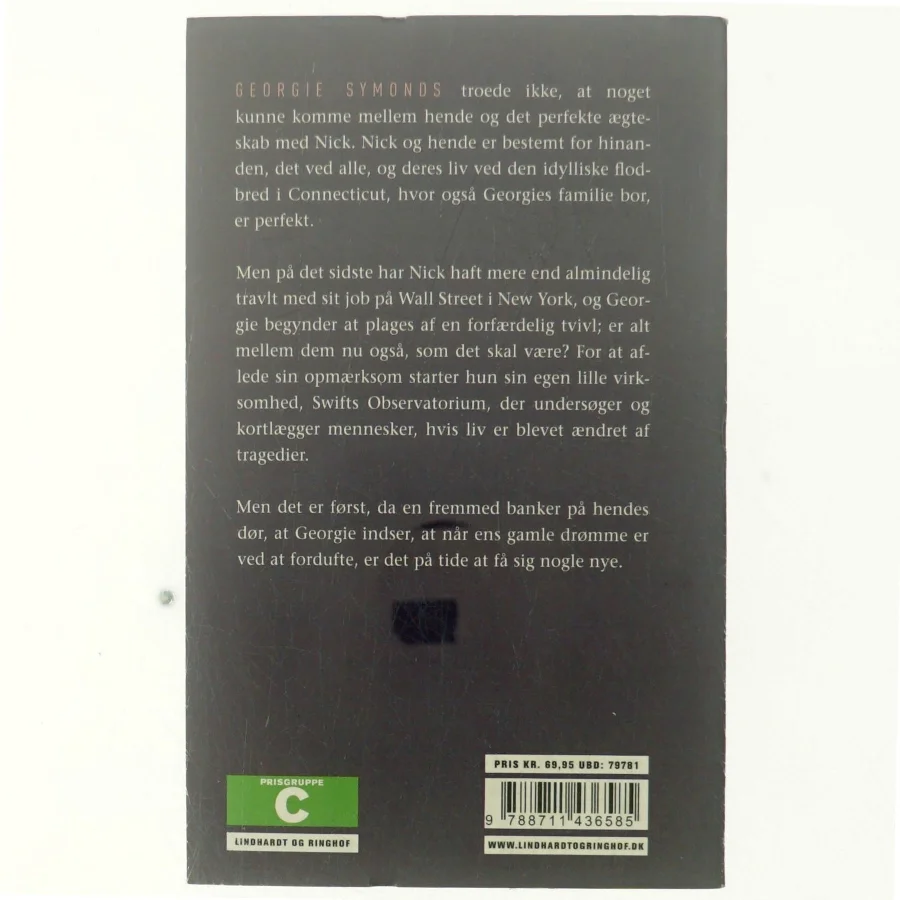 GEORGIE SYMONDS troede ikke, at noget
kunne komme mellem hende og det perfekte ægte-
skab med Nick. Nick og hende er bestemt for hinan-
den, det ved alle, og deres liv ved den idylliske flod-
bred i Connecticut, hvor også Georgies familie bor,
er perfekt.
Men på det sidste har Nick haft mere end almindelig
travlt med sit job på Wall Street i New York, og Geor-
gie begynder at plages af en forfærdelig tvivl; er alt
mellem dem nu også, som det skal være? For at af-
lede sin opmærksom starter hun sin egen lille virk-
somhed, Swifts Observatorium, der undersøger og
kortlægger mennesker, hvis liv er blevet ændret af
tragedier.
Men det er først, da en fremmed banker på hendes
dør, at Georgie indser, at når ens gamle drømme er
ved at fordufte, er det på tide at få sig nogle nye.
PRISGRUPPE
C
LINDHARDT OG RINGHOF
PRIS KR. 69,95 UBD: 79781
9 788711 436585
WWW.LINDHARDTOGRINGHOF.DK